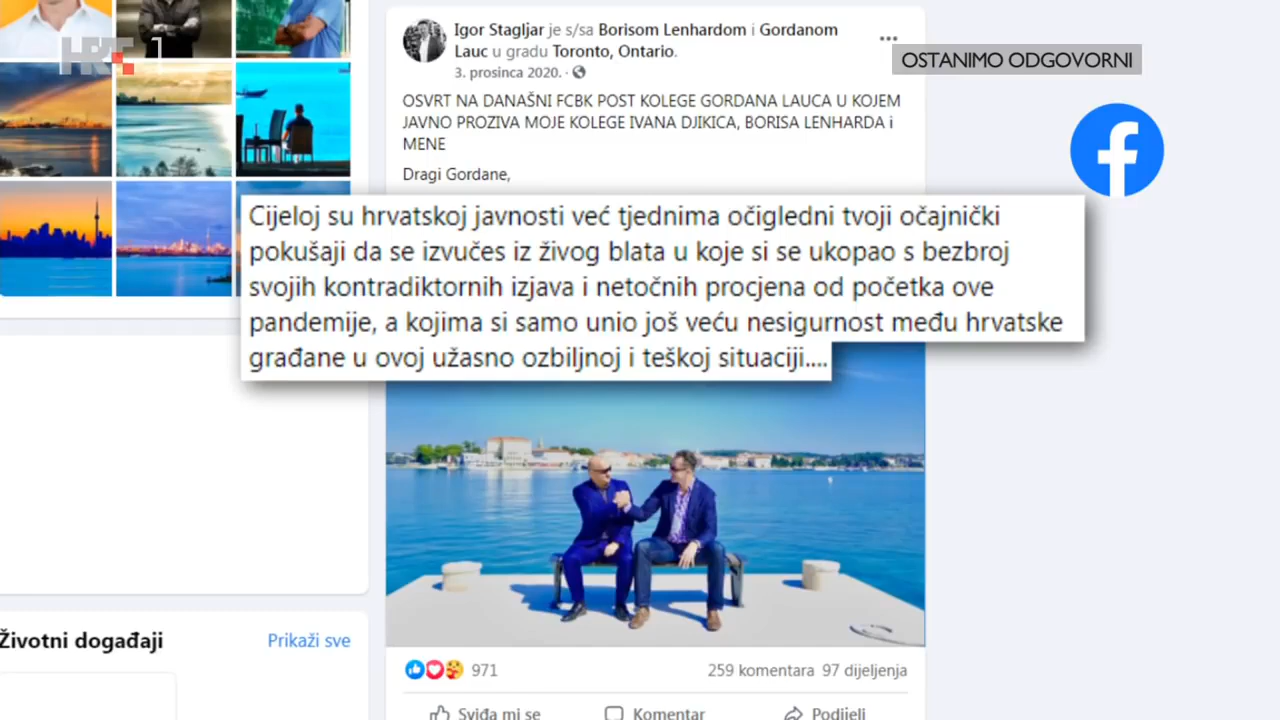 HRT 1
Igor Stagljar je s/sa Borisom Lenhardom i Gordanom
Lauc u gradu Toronto, Ontario.
3. prosinca 2020. ·
OSTANIMO ODGOVORNI
OSVRT NA DANAŠNI FCBK POST KOLEGE GORDANA LAUCA U KOJEM
JAVNO PROZIVA MOJE KOLEGE IVANA DJIKICA, BORISA LENHARDA i
MENE
Dragi Gordane,
Cijeloj su hrvatskoj javnosti već tjednima očigledni tvoji očajnički
pokušaji da se izvučes iz živog blata u koje si se ukopao s bezbroj
svojih kontradiktornih izjava i netočnih procjena od početka ove
pandemije, a kojima si samo unio još veću nesigurnost među hrvatske
građane u ovoj užasno ozbiljnoj i teškoj situaciji....
Životni događaji
Prikaži sve
971
259 komentara 97 dijeljenja
Sviđa mi se
Komentar
Podijeli